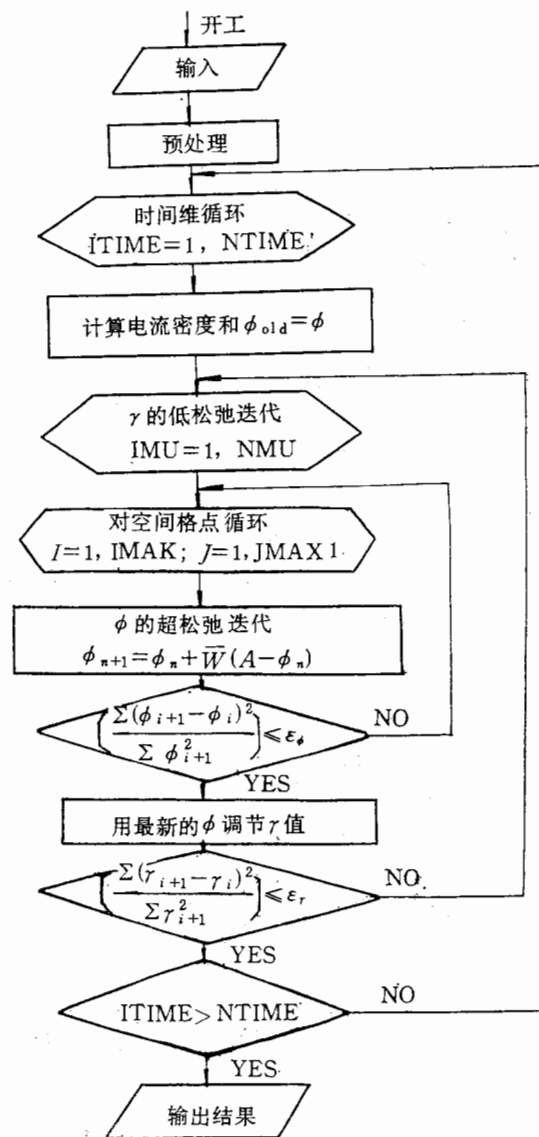 开工
输入
预处理
时间维循环
ITIME=1, NTIME
计算电流密度和ϕold=ϕ
γ的低松弛迭代
IMU=1, NMU
对空间格点循环
I=1, IMAK; J=1, JMAX 1
ϕ的超松弛迭代
ϕn+1=ϕn+W̅(A-ϕn)
(Σ(ϕi+1-ϕi)²/Σϕ²i+1)≤εϕ
NO
YES
用最新的ϕ调节γ值
(Σ(γi+1-γi)²/Σγ²i+1)≤εγ
NO
YES
ITIME>NTIME
NO
YES
输出结果